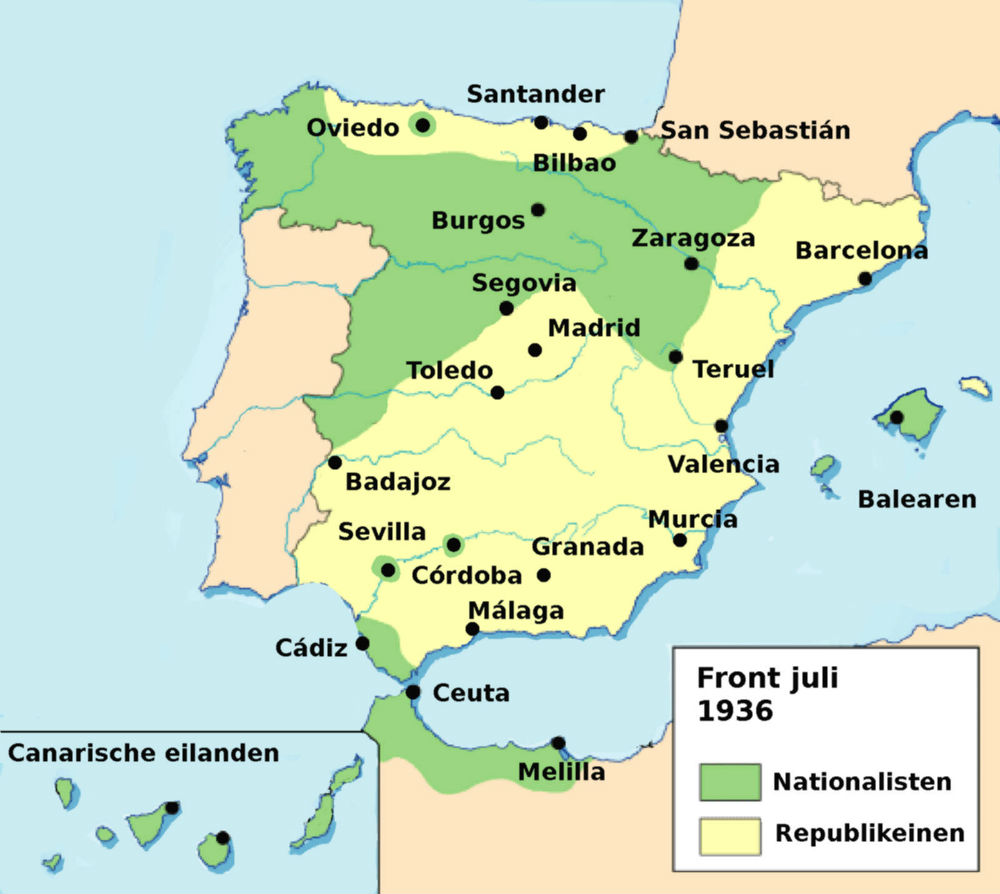 Santander
Oviedo
San Sebastián
Bilbao
Burgos
Zaragoza
Barcelona
Segovia
Madrid
Toledo
Teruel
Valencia
Badajoz
Balearen
Sevilla
Murcia
Granada
Córdoba
Málaga
Cádiz
Ceuta
Melilla
Canarische eilanden
Front juli
1936
Nationalisten
Republikeinen